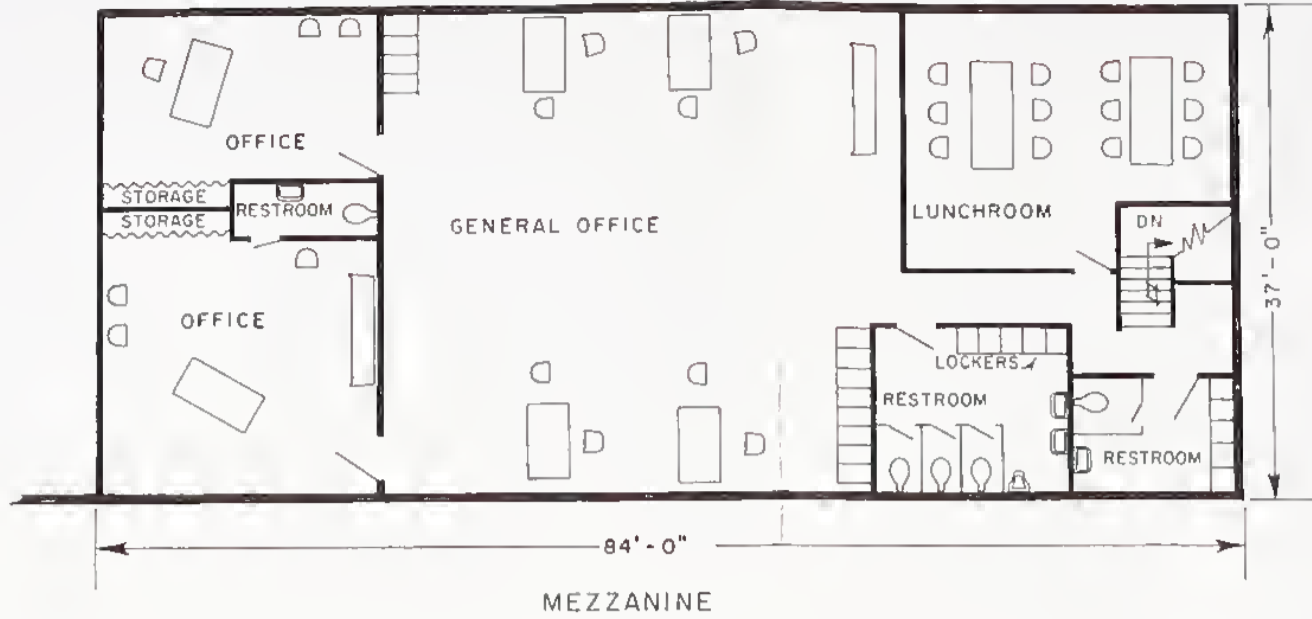 OFFICE
STORAGE
STORAGE
RESTROOM
GENERAL OFFICE
LUNCHROOM
DN
37'-0"
OFFICE
LOCKERS
RESTROOM
RESTROOM
84'-0"
MEZZANINE